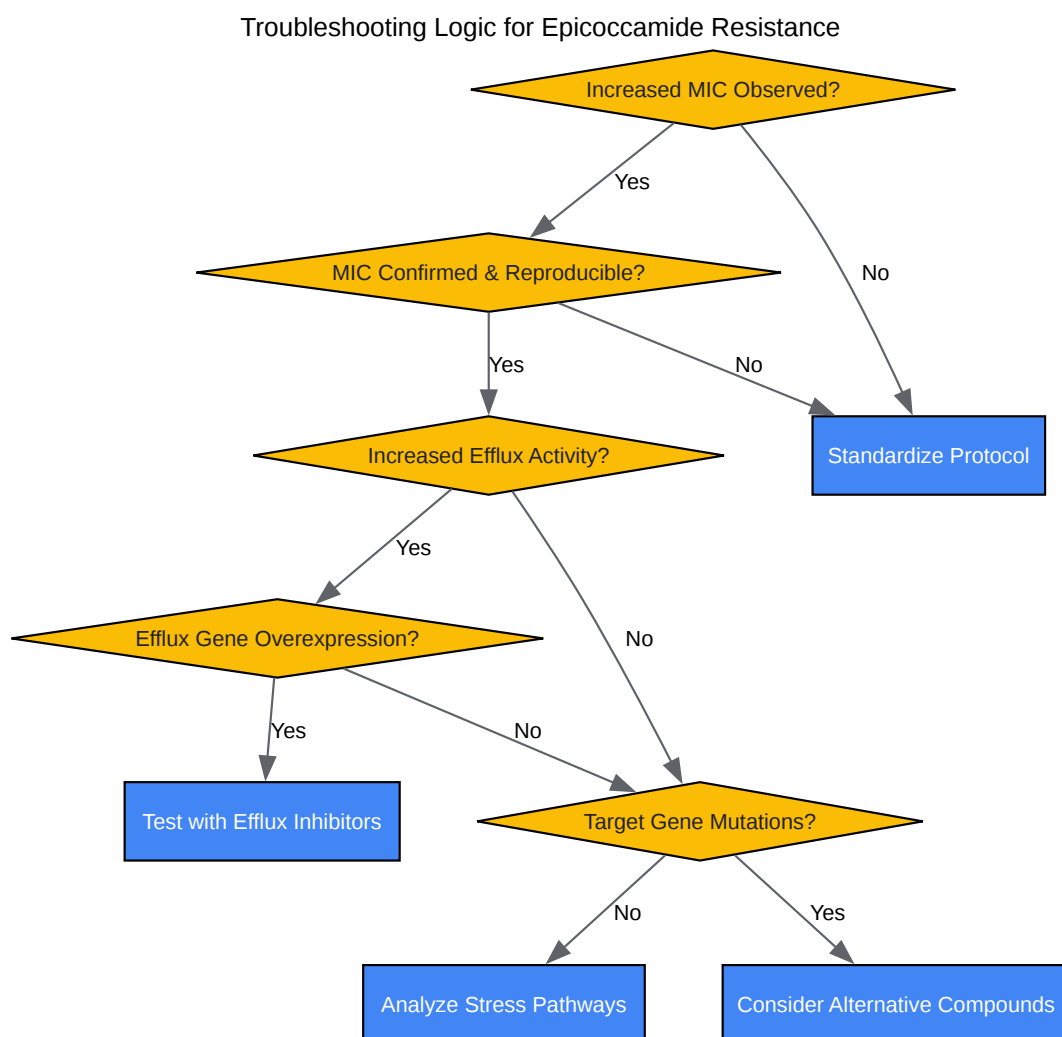 Troubleshooting Logic for Epicoccamide Resistance
Increased MIC Observed?
Yes
No
MIC Confirmed & Reproducible?
Yes
No
Standardize Protocol
Increased Efflux Activity?
Yes
No
Efflux Gene Overexpression?
Yes
No
Test with Efflux Inhibitors
Target Gene Mutations?
No
Yes
Analyze Stress Pathways
Consider Alternative Compounds